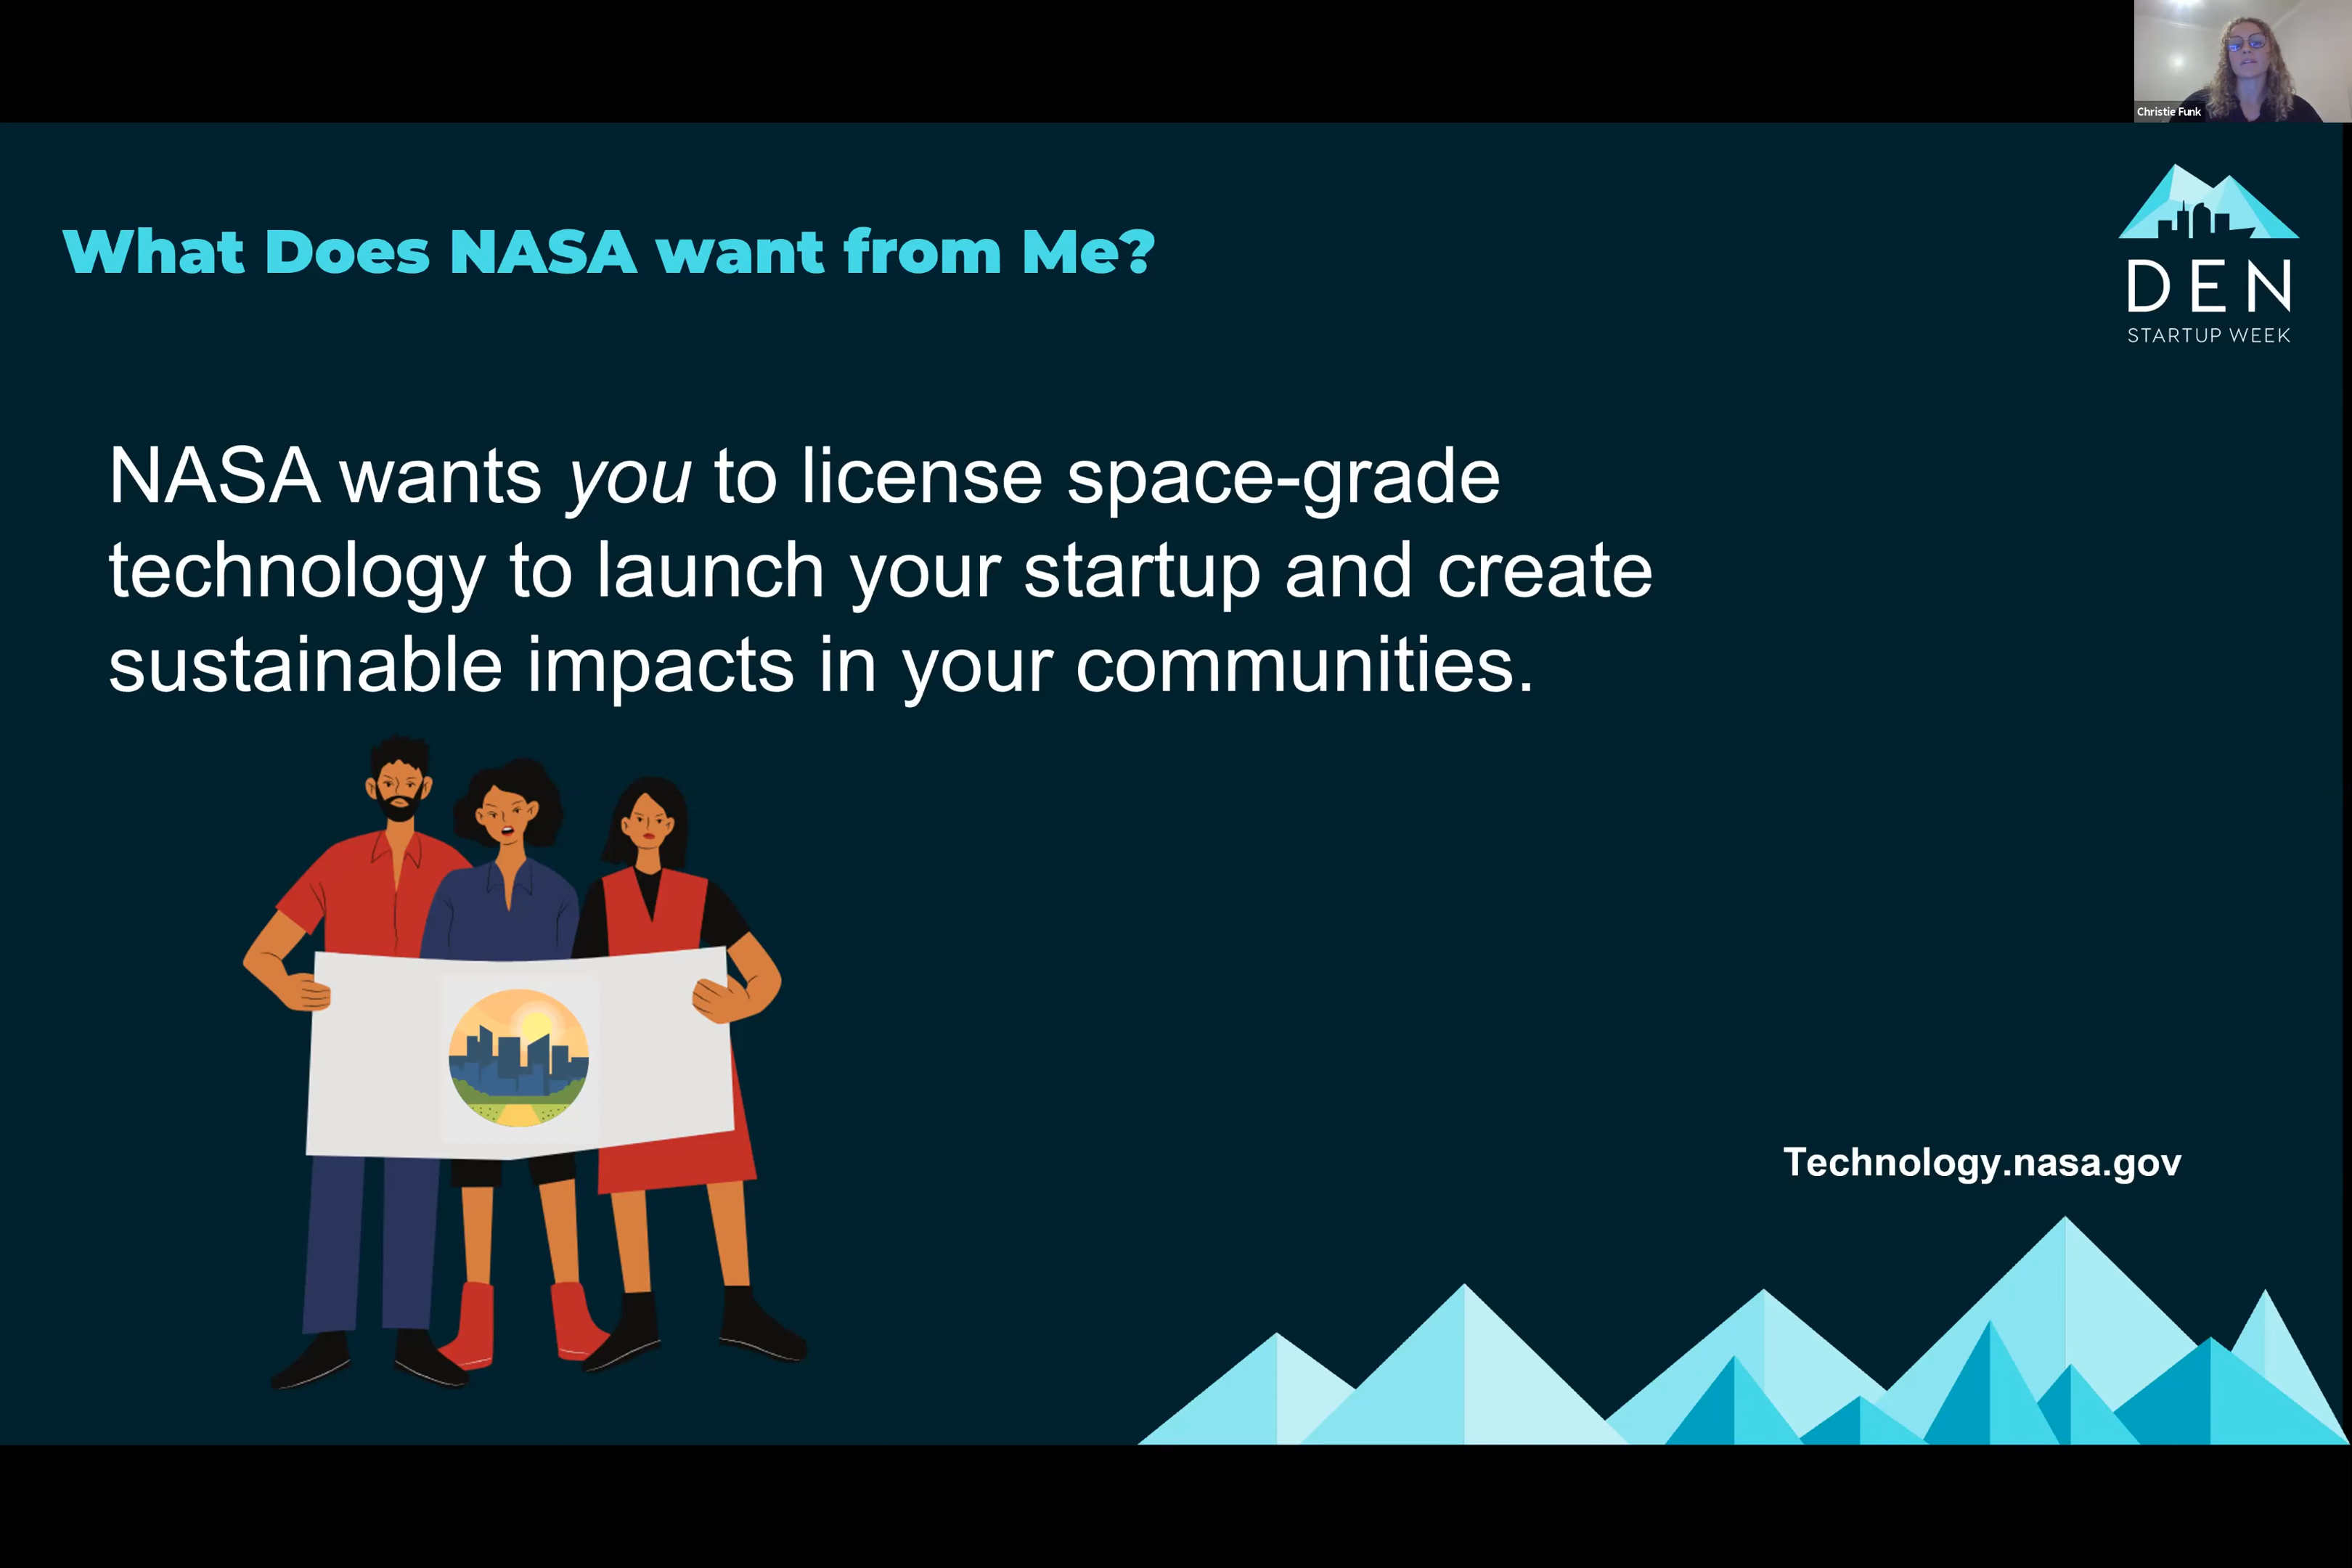 Christie Funk
What Does NASA want from Me?
DEN
STARTUP WEEK
NASA wants you to license space-grade
technology to launch your startup and create
sustainable impacts in your communities.
Technology.nasa.gov